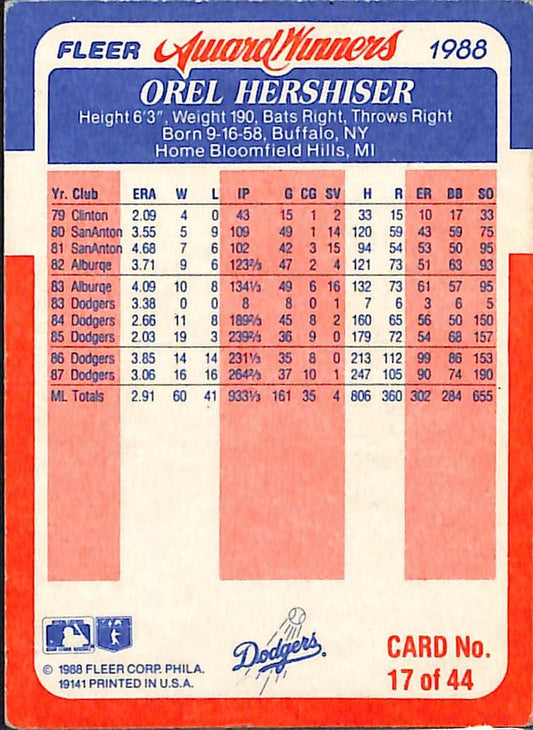 FLEER Award Winners 1988
OREL HERSHISER
Height 6'3", Weight 190, Bats Right, Throws Right
Born 9-16-58, Buffalo, NY
Home Bloomfield Hills, MI
Yr. Club ERA W L IP G CG SV H R ER BB SO
79 Clinton 2.09 4 0 43 15 1 2 33 15 10 17 33
80 SanAnton 3.55 5 9 109 49 1 14 120 59 43 59 75
81 SanAnton 4.68 7 6 102 42 3 15 94 54 53 50 95
82 Alburqe 3.71 9 6 123⅔ 47 2 4 121 73 51 63 93
83 Alburqe 4.09 10 8 134⅓ 49 6 16 132 73 61 57 95
83 Dodgers 3.38 0 0 8 8 0 1 7 6 3 6 5
84 Dodgers 2.66 11 8 189⅔ 45 8 2 160 65 56 50 150
85 Dodgers 2.03 19 3 239⅔ 36 9 0 179 72 54 68 157
86 Dodgers 3.85 14 14 231⅓ 35 8 0 213 112 99 86 153
87 Dodgers 3.06 16 16 264⅔ 37 10 1 247 105 90 74 190
ML Totals 2.91 60 41 933⅓ 161 35 4 806 360 302 284 655
Dodgers
© 1988 FLEER CORP. PHILA.
19141 PRINTED IN U.S.A.
CARD No.
17 of 44